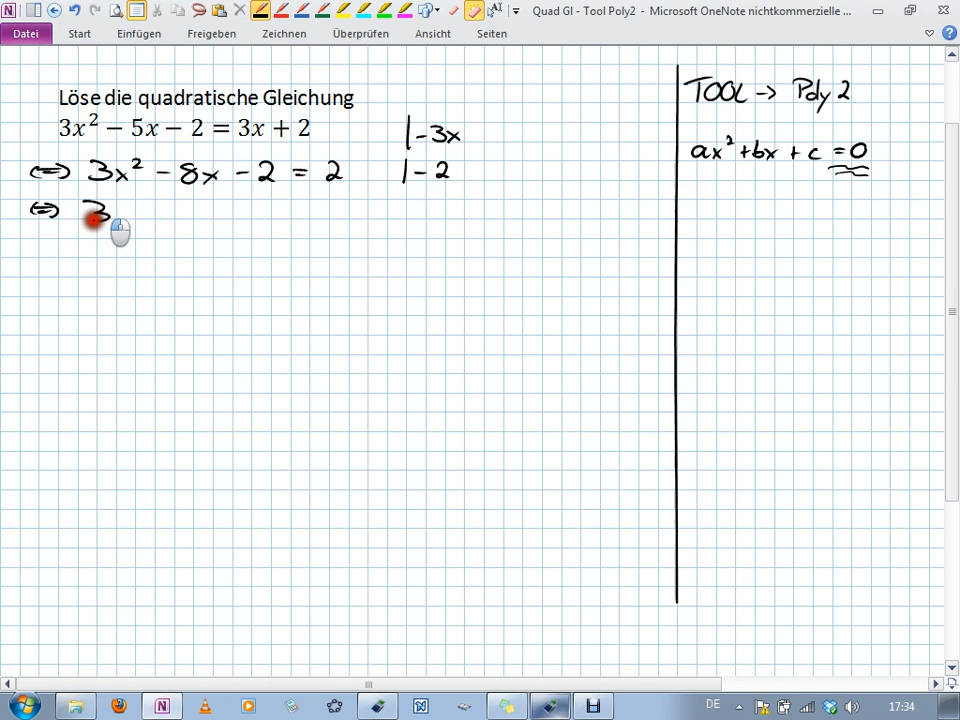 Quad Gl - Tool Poly2 - Microsoft OneNote nichtkommerzielle ...
Datei Start Einfügen Freigeben Zeichnen Überprüfen Ansicht Seiten
Löse die quadratische Gleichung
3x² − 5x − 2 = 3x + 2 | -3x
⇔ 3x² - 8x - 2 = 2 | - 2
⇔ 3
TOOL → Poly 2
ax² + bx + c = 0
DE 17:34